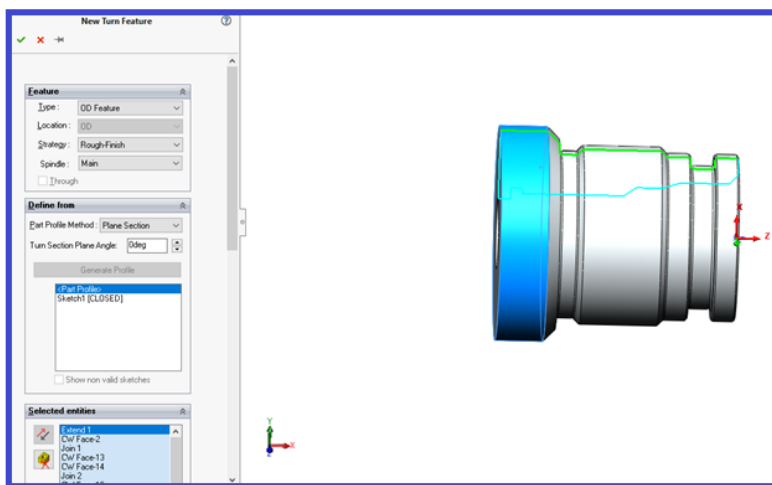 New Turn Feature
Feature
Type : OD Feature
Location : OD
Strategy : Rough-Finish
Spindle : Main
Through
Define from
Part Profile Method : Plane Section
Turn Section Plane Angle: 0deg
Generate Profile
<Part Profile>
Sketch1 [CLOSED]
Show non valid sketches
Selected entities
Extend 1
CW Face-2
Join 1
CW Face-13
CW Face-14
Join 2
X
Z
Y
X
Z